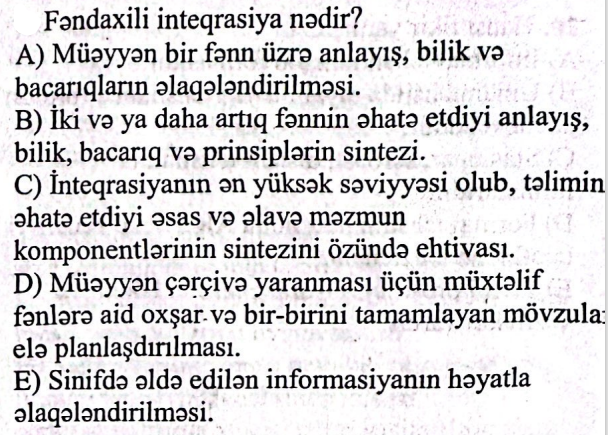 Fəndaxili inteqrasiya nədir?
A) Müəyyən bir fənn üzrə anlayış, bilik və
bacarıqların əlaqələndirilməsi.
B) İki və ya daha artıq fənnin əhatə etdiyi anlayış,
bilik, bacarıq və prinsiplərin sintezi.
C) İnteqrasiyanın ən yüksək səviyyəsi olub, təlimin
əhatə etdiyi əsas və əlavə məzmun
komponentlərinin sintezini özündə ehtivası.
D) Müəyyən çərçivə yaranması üçün müxtəlif
fənlərə aid oxşar və bir-birini tamamlayan mövzula
elə planlaşdırılması.
E) Sinifdə əldə edilən informasiyanın həyatla
əlaqələndirilməsi.